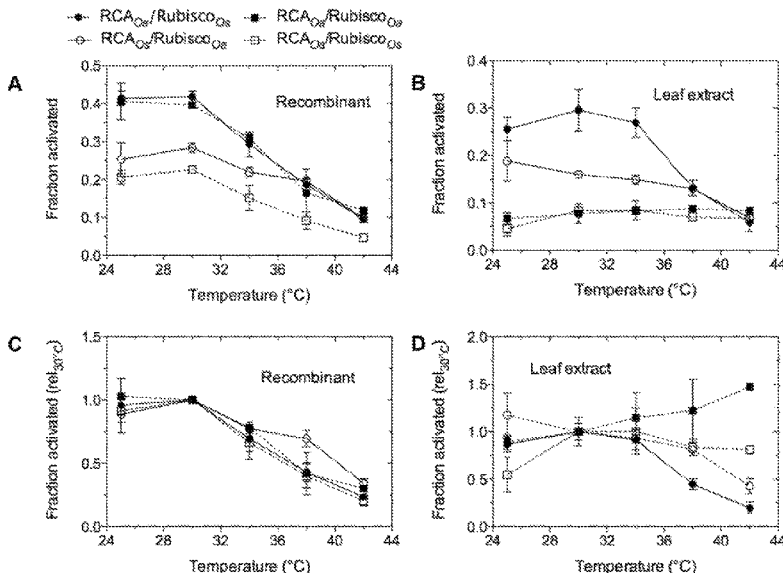 RCA_Oa/Rubisco_Os RCA_Oa/Rubisco_Oa
RCA_Os/Rubisco_Oa RCA_Os/Rubisco_Os
A
Fraction activated
0.5
0.4
0.3
0.2
0.1
0.0
Recombinant
24 28 32 36 40 44
Temperature (°C)
B
Fraction activated
0.4
0.3
0.2
0.1
0.0
Leaf extract
24 28 32 36 40 44
Temperature (°C)
C
Fraction activated (rel30°C)
1.5
1.0
0.5
0.0
Recombinant
24 28 32 36 40 44
Temperature (°C)
D
Fraction activated (rel30°C)
2.0
1.5
1.0
0.5
0.0
Leaf extract
24 28 32 36 40 44
Temperature (°C)